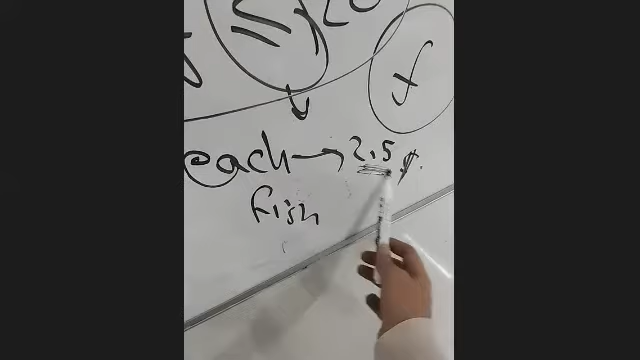 f
each → 2.5 $.
fish